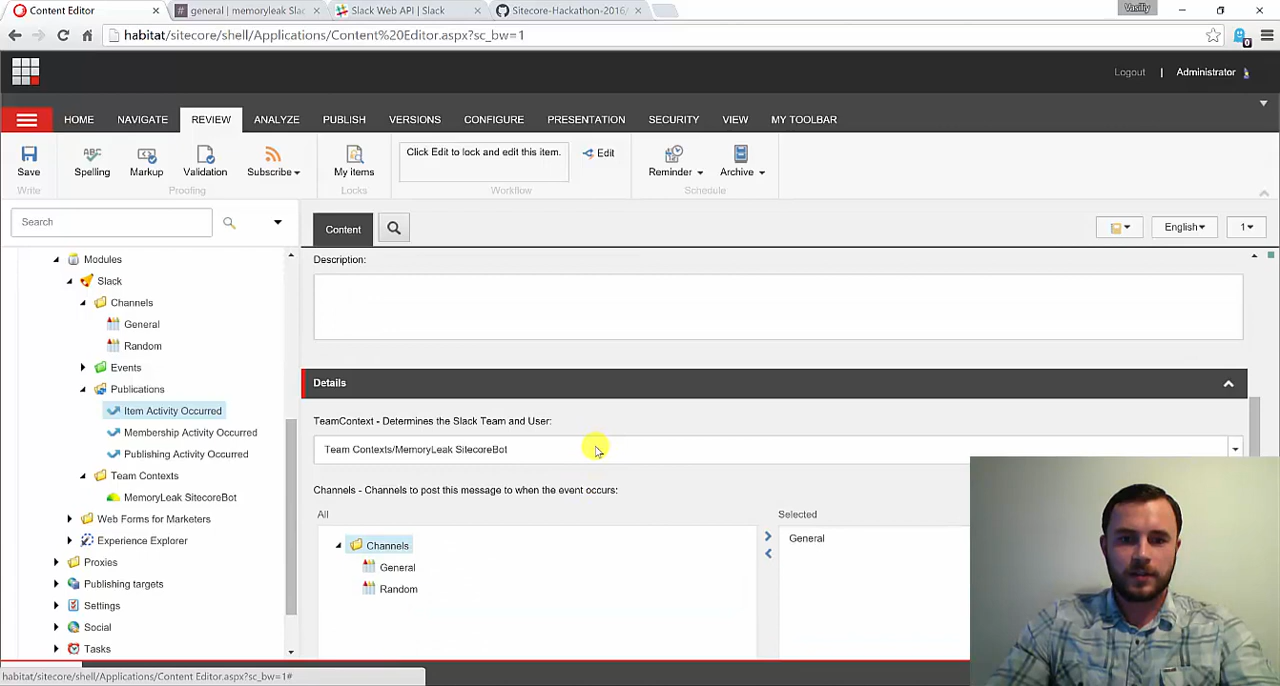 Content Editor
general | memoryleak Slac
Slack Web API | Slack
Sitecore-Hackathon-2016/
Vasiliy
habitat/sitecore/shell/Applications/Content%20Editor.aspx?sc_bw=1
0
Logout | Administrator
HOME NAVIGATE REVIEW ANALYZE PUBLISH VERSIONS CONFIGURE PRESENTATION SECURITY VIEW MY TOOLBAR
ABC
Click Edit to lock and edit this item.
Edit
Save Spelling Markup Validation Subscribe My items Reminder Archive
Write Proofing Locks Workflow Schedule
Search
Content
English
1
Modules
Slack
Channels
General
Random
Events
Publications
Item Activity Occurred
Membership Activity Occurred
Publishing Activity Occurred
Team Contexts
MemoryLeak SitecoreBot
Web Forms for Marketers
Experience Explorer
Proxies
Publishing targets
Settings
Social
Tasks
Description:
Details
TeamContext - Determines the Slack Team and User:
Team Contexts/MemoryLeak SitecoreBot
Channels - Channels to post this message to when the event occurs:
All
Selected
Channels
General
Random
General
habitat/sitecore/shell/Applications/Content Editor.aspx?sc_bw=1#